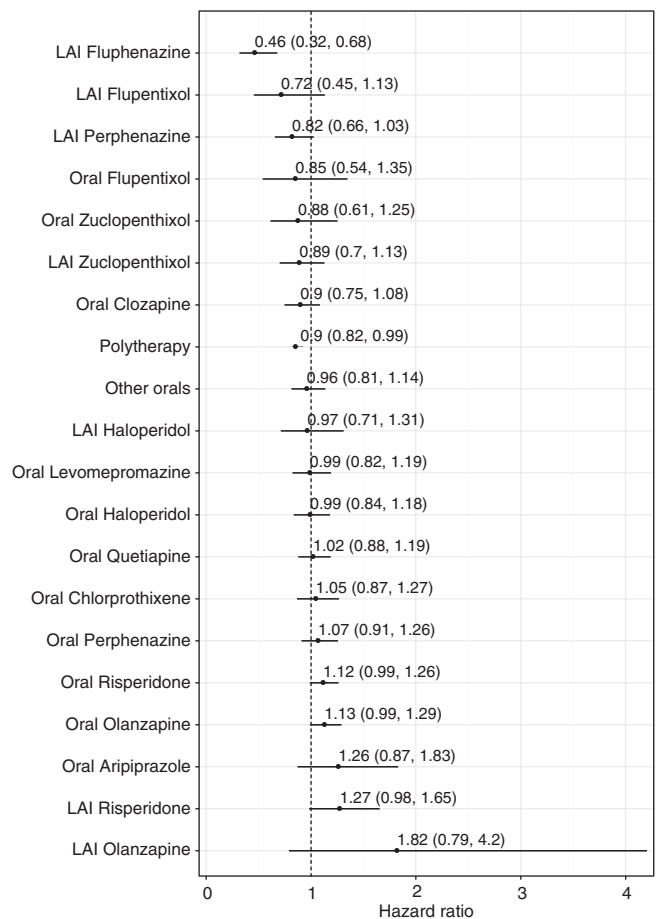 LAI Fluphenazine 0.46 (0.32, 0.68)
LAI Flupentixol 0.72 (0.45, 1.13)
LAI Perphenazine 0.82 (0.66, 1.03)
Oral Flupentixol 0.85 (0.54, 1.35)
Oral Zuclopenthixol 0.88 (0.61, 1.25)
LAI Zuclopenthixol 0.89 (0.7, 1.13)
Oral Clozapine 0.9 (0.75, 1.08)
Polytherapy 0.9 (0.82, 0.99)
Other orals 0.96 (0.81, 1.14)
LAI Haloperidol 0.97 (0.71, 1.31)
Oral Levomepromazine 0.99 (0.82, 1.19)
Oral Haloperidol 0.99 (0.84, 1.18)
Oral Quetiapine 1.02 (0.88, 1.19)
Oral Chlorprothixene 1.05 (0.87, 1.27)
Oral Perphenazine 1.07 (0.91, 1.26)
Oral Risperidone 1.12 (0.99, 1.26)
Oral Olanzapine 1.13 (0.99, 1.29)
Oral Aripiprazole 1.26 (0.87, 1.83)
LAI Risperidone 1.27 (0.98, 1.65)
LAI Olanzapine 1.82 (0.79, 4.2)
0 1 2 3 4
Hazard ratio